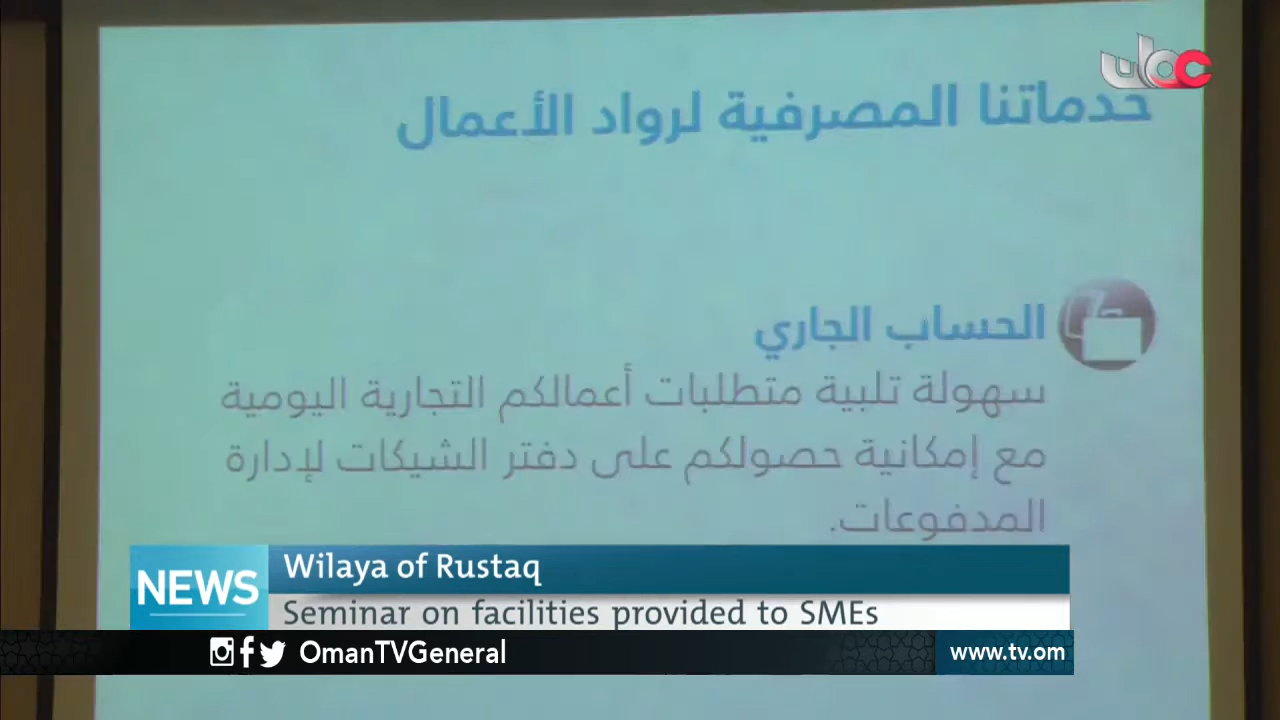 عمان
خدماتنا المصرفية لرواد الأعمال
الحساب الجاري
سهولة تلبية متطلبات أعمالكم التجارية اليومية
مع إمكانية حصولكم على دفتر الشيكات لإدارة
المدفوعات.
NEWS
Wilaya of Rustaq
Seminar on facilities provided to SMEs
OmanTVGeneral
www.tv.om